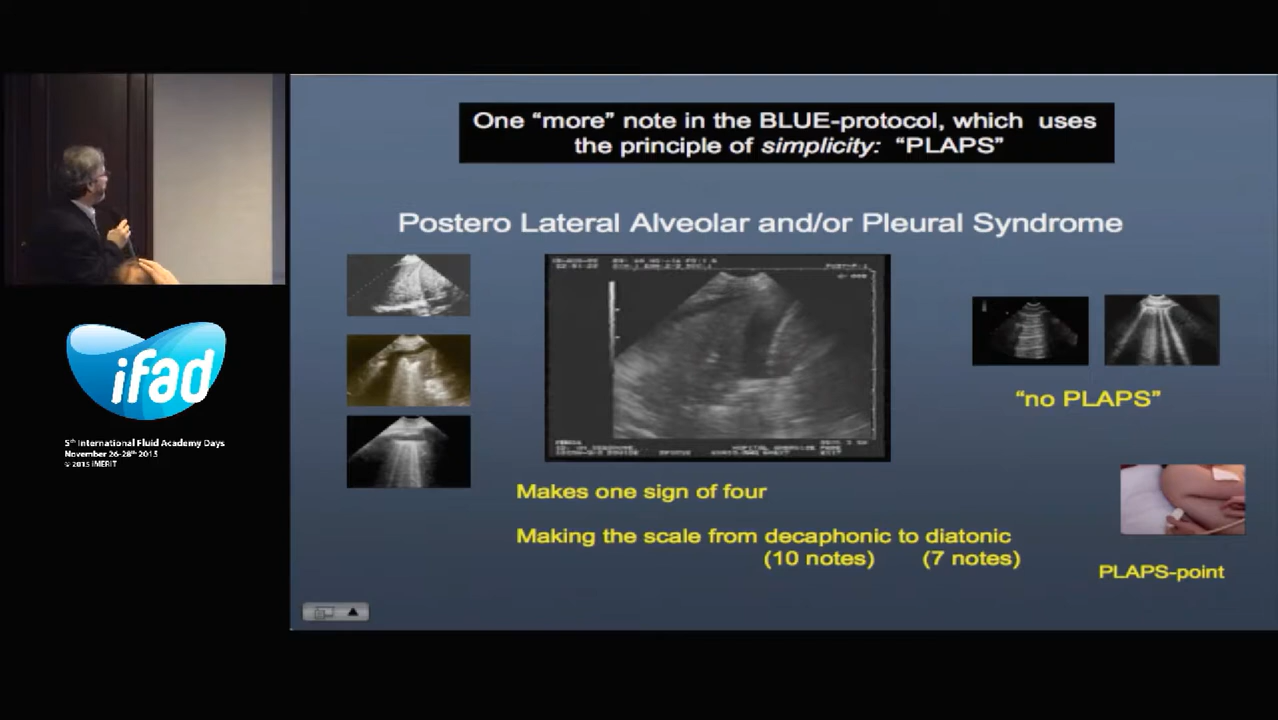 One “more” note in the BLUE-protocol, which uses
the principle of simplicity: “PLAPS”
Postero Lateral Alveolar and/or Pleural Syndrome
“no PLAPS”
Makes one sign of four
Making the scale from decaphonic to diatonic
(10 notes) (7 notes)
PLAPS-point
ifad
5th International Fluid Academy Days
November 26-28th 2015
© 2015 iMERIT